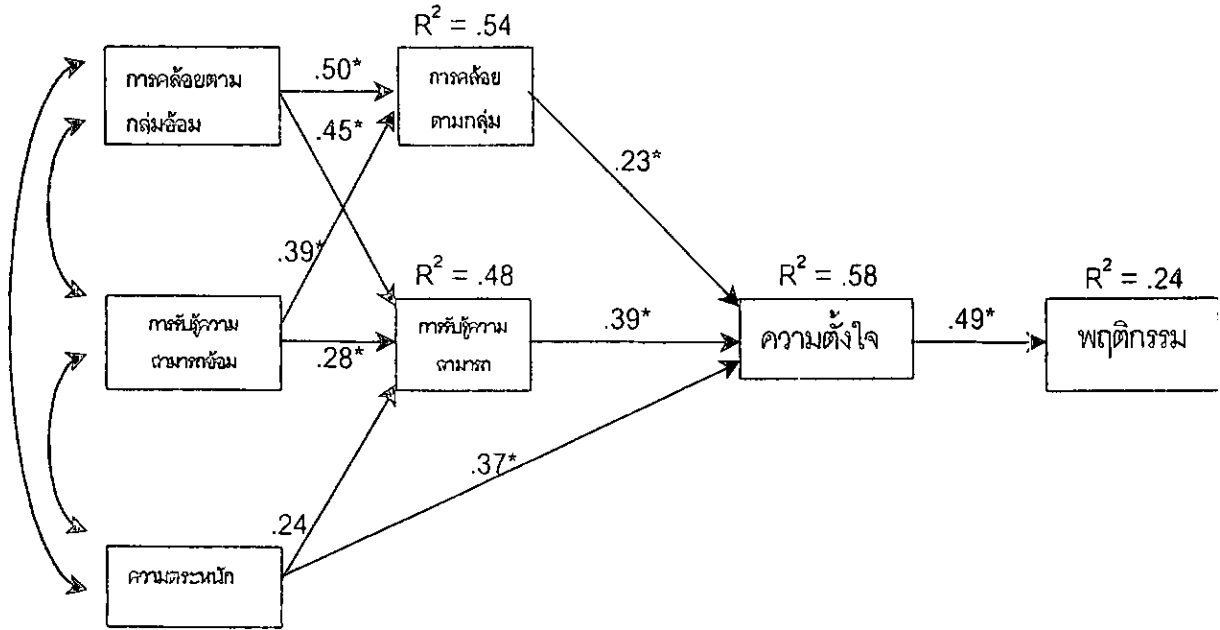 R² = .54
การคล้อยตาม
กลุ่มอ้อม
.50*
การคล้อย
ตามกลุ่ม
.45*
.23*
.39*
R² = .48
R² = .58
R² = .24
การรับรู้ความ
สามารถอ้อม
.28*
การรับรู้ความ
สามารถ
.39*
ความตั้งใจ
.49*
พฤติกรรม
.37*
.24
ความตระหนัก